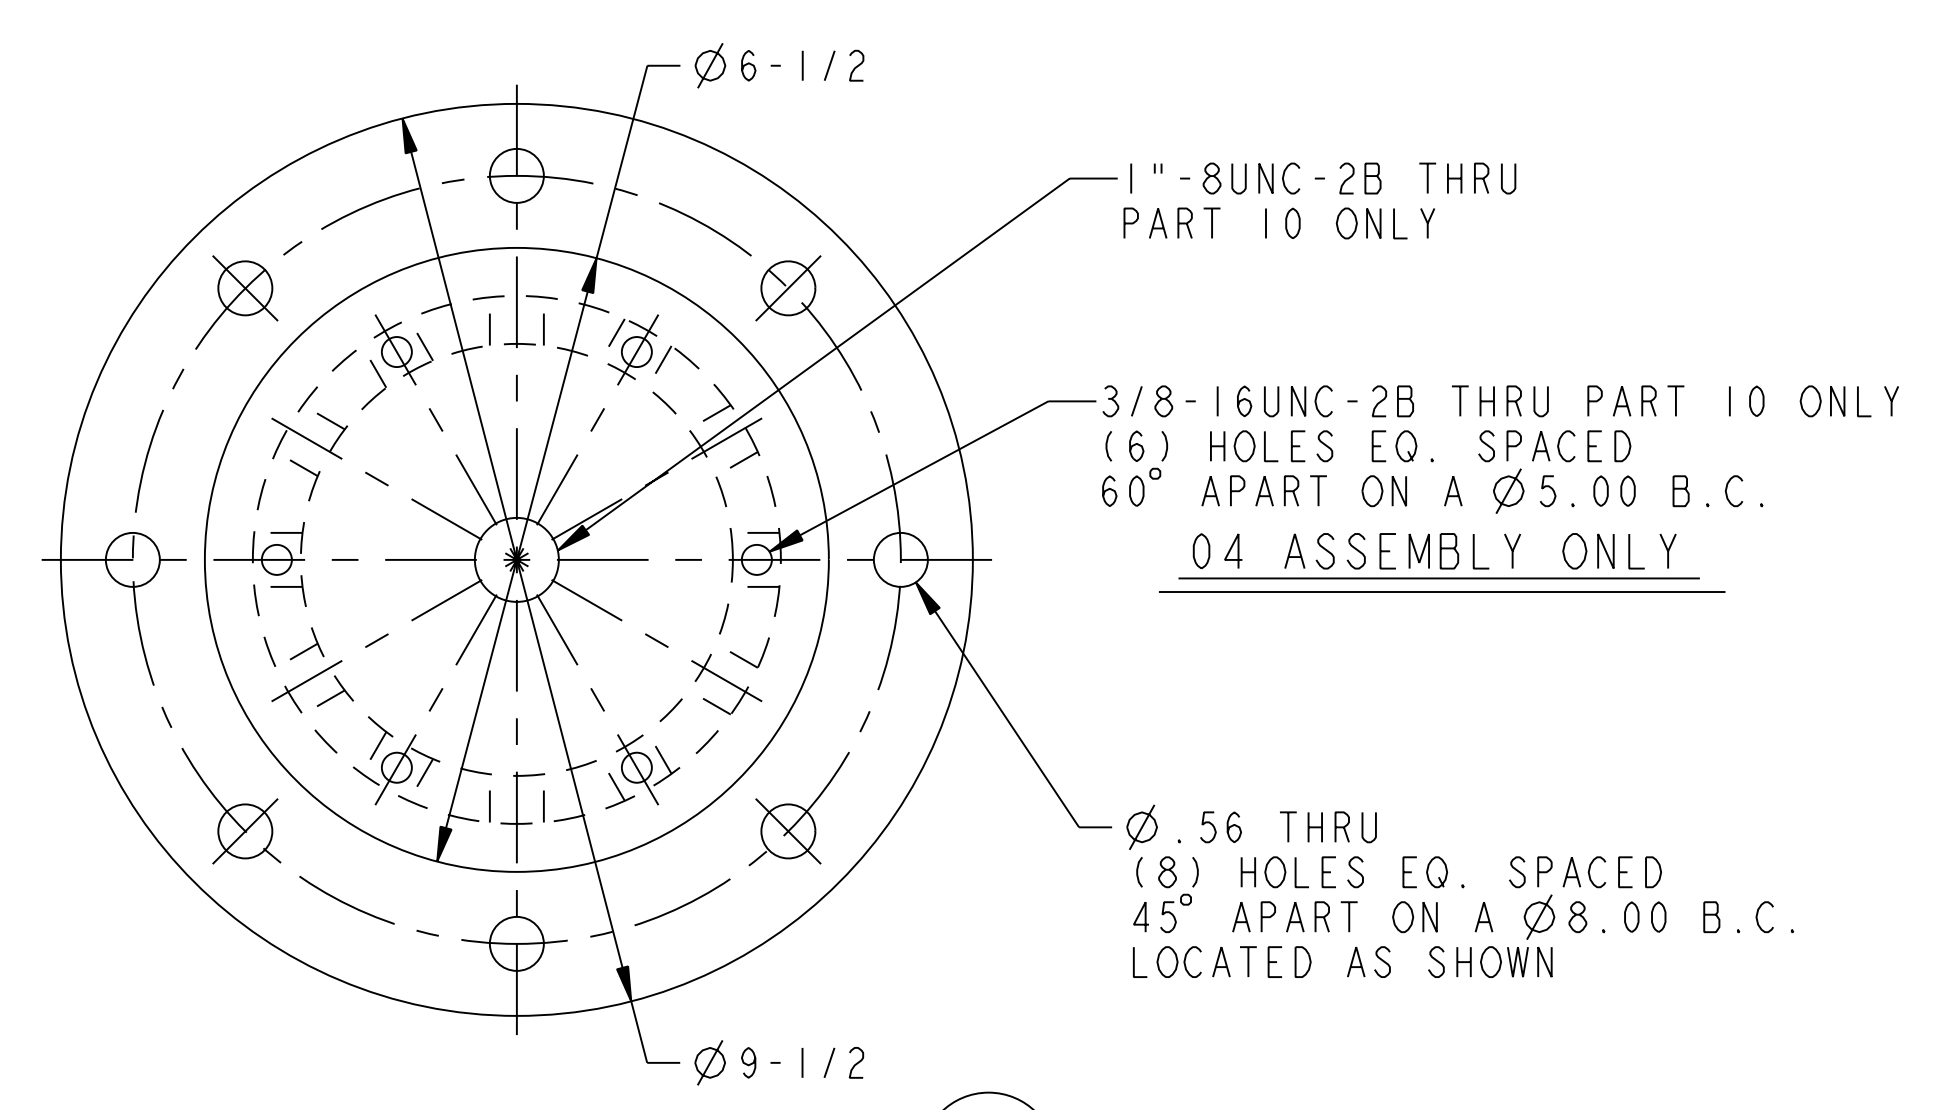 Ø6-1/2
1"-8UNC-2B THRU
PART 10 ONLY
3/8-16UNC-2B THRU PART 10 ONLY
(6) HOLES EQ. SPACED
60° APART ON A Ø5.00 B.C.
04 ASSEMBLY ONLY
Ø.56 THRU
(8) HOLES EQ. SPACED
45° APART ON A Ø8.00 B.C.
LOCATED AS SHOWN
Ø9-1/2